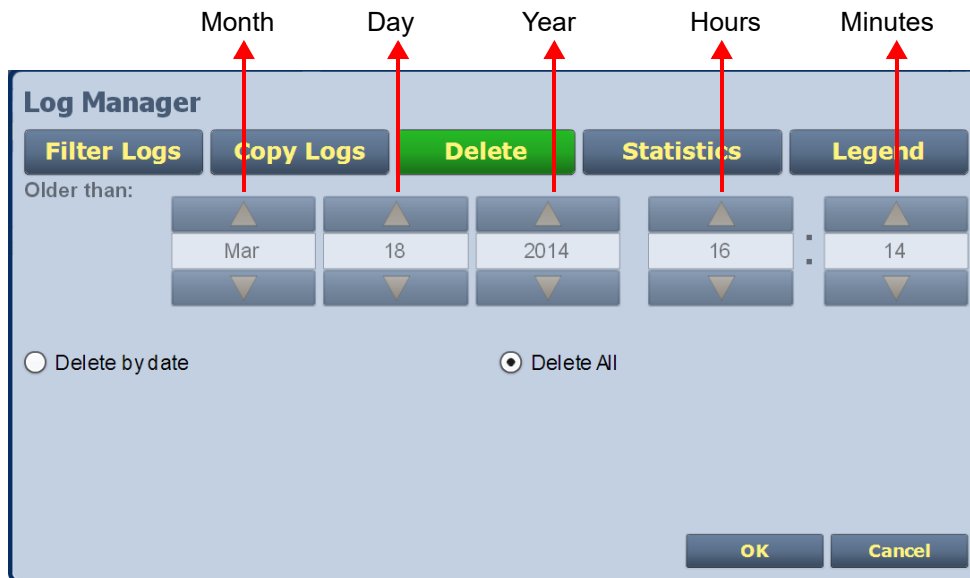 Month Day Year Hours Minutes
Log Manager
Filter Logs Copy Logs Delete Statistics Legend
Older than:
Mar 18 2014 16 : 14
Delete by date Delete All
OK Cancel